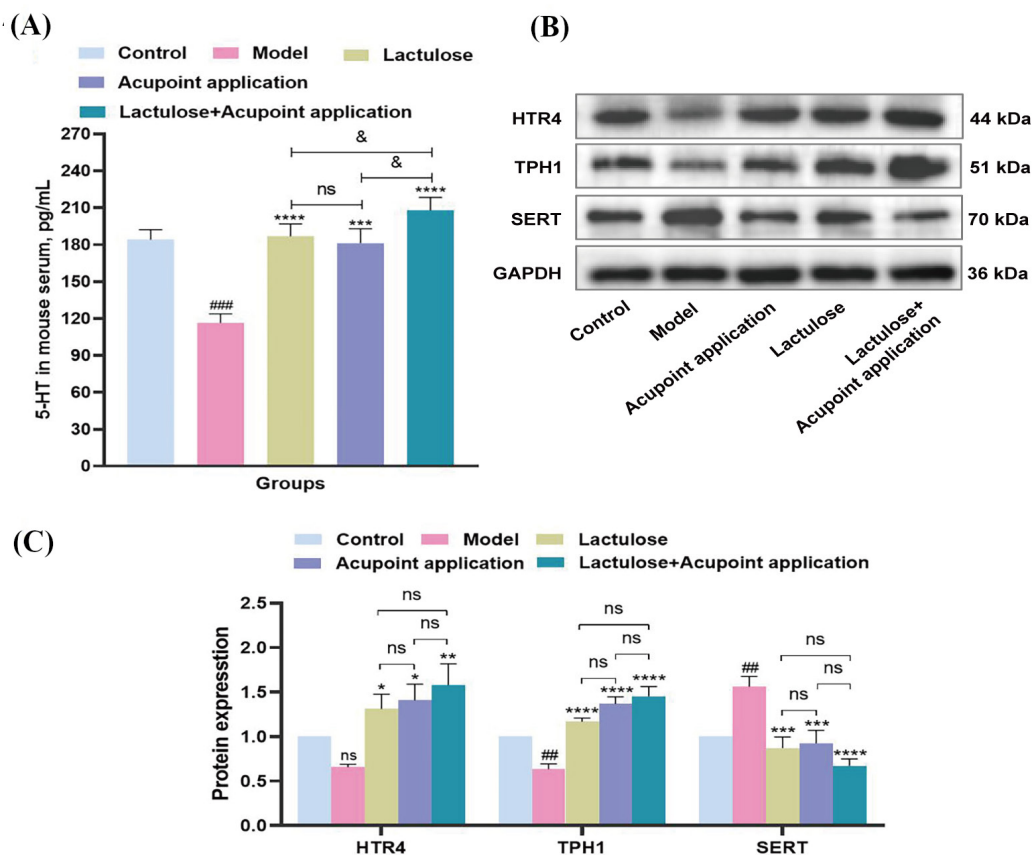 (A)
Control Model Lactulose
Acupoint application
Lactulose+Acupoint application
270
240
210
180
150
120
90
60
30
0
5-HT in mouse serum, pg/mL
&
&
ns
****
***
****
###
Groups
(B)
HTR4 44 kDa
TPH1 51 kDa
SERT 70 kDa
GAPDH 36 kDa
Control
Model
Acupoint application
Lactulose
Lactulose+
Acupoint application
(C)
Control Model Lactulose
Acupoint application Lactulose+Acupoint application
2.5
2.0
1.5
1.0
0.5
0.0
Protein expression
ns
ns
ns
ns
*
*
**
ns
ns
ns
##
****
****
****
ns
ns
ns
##
***
***
****
HTR4 TPH1 SERT